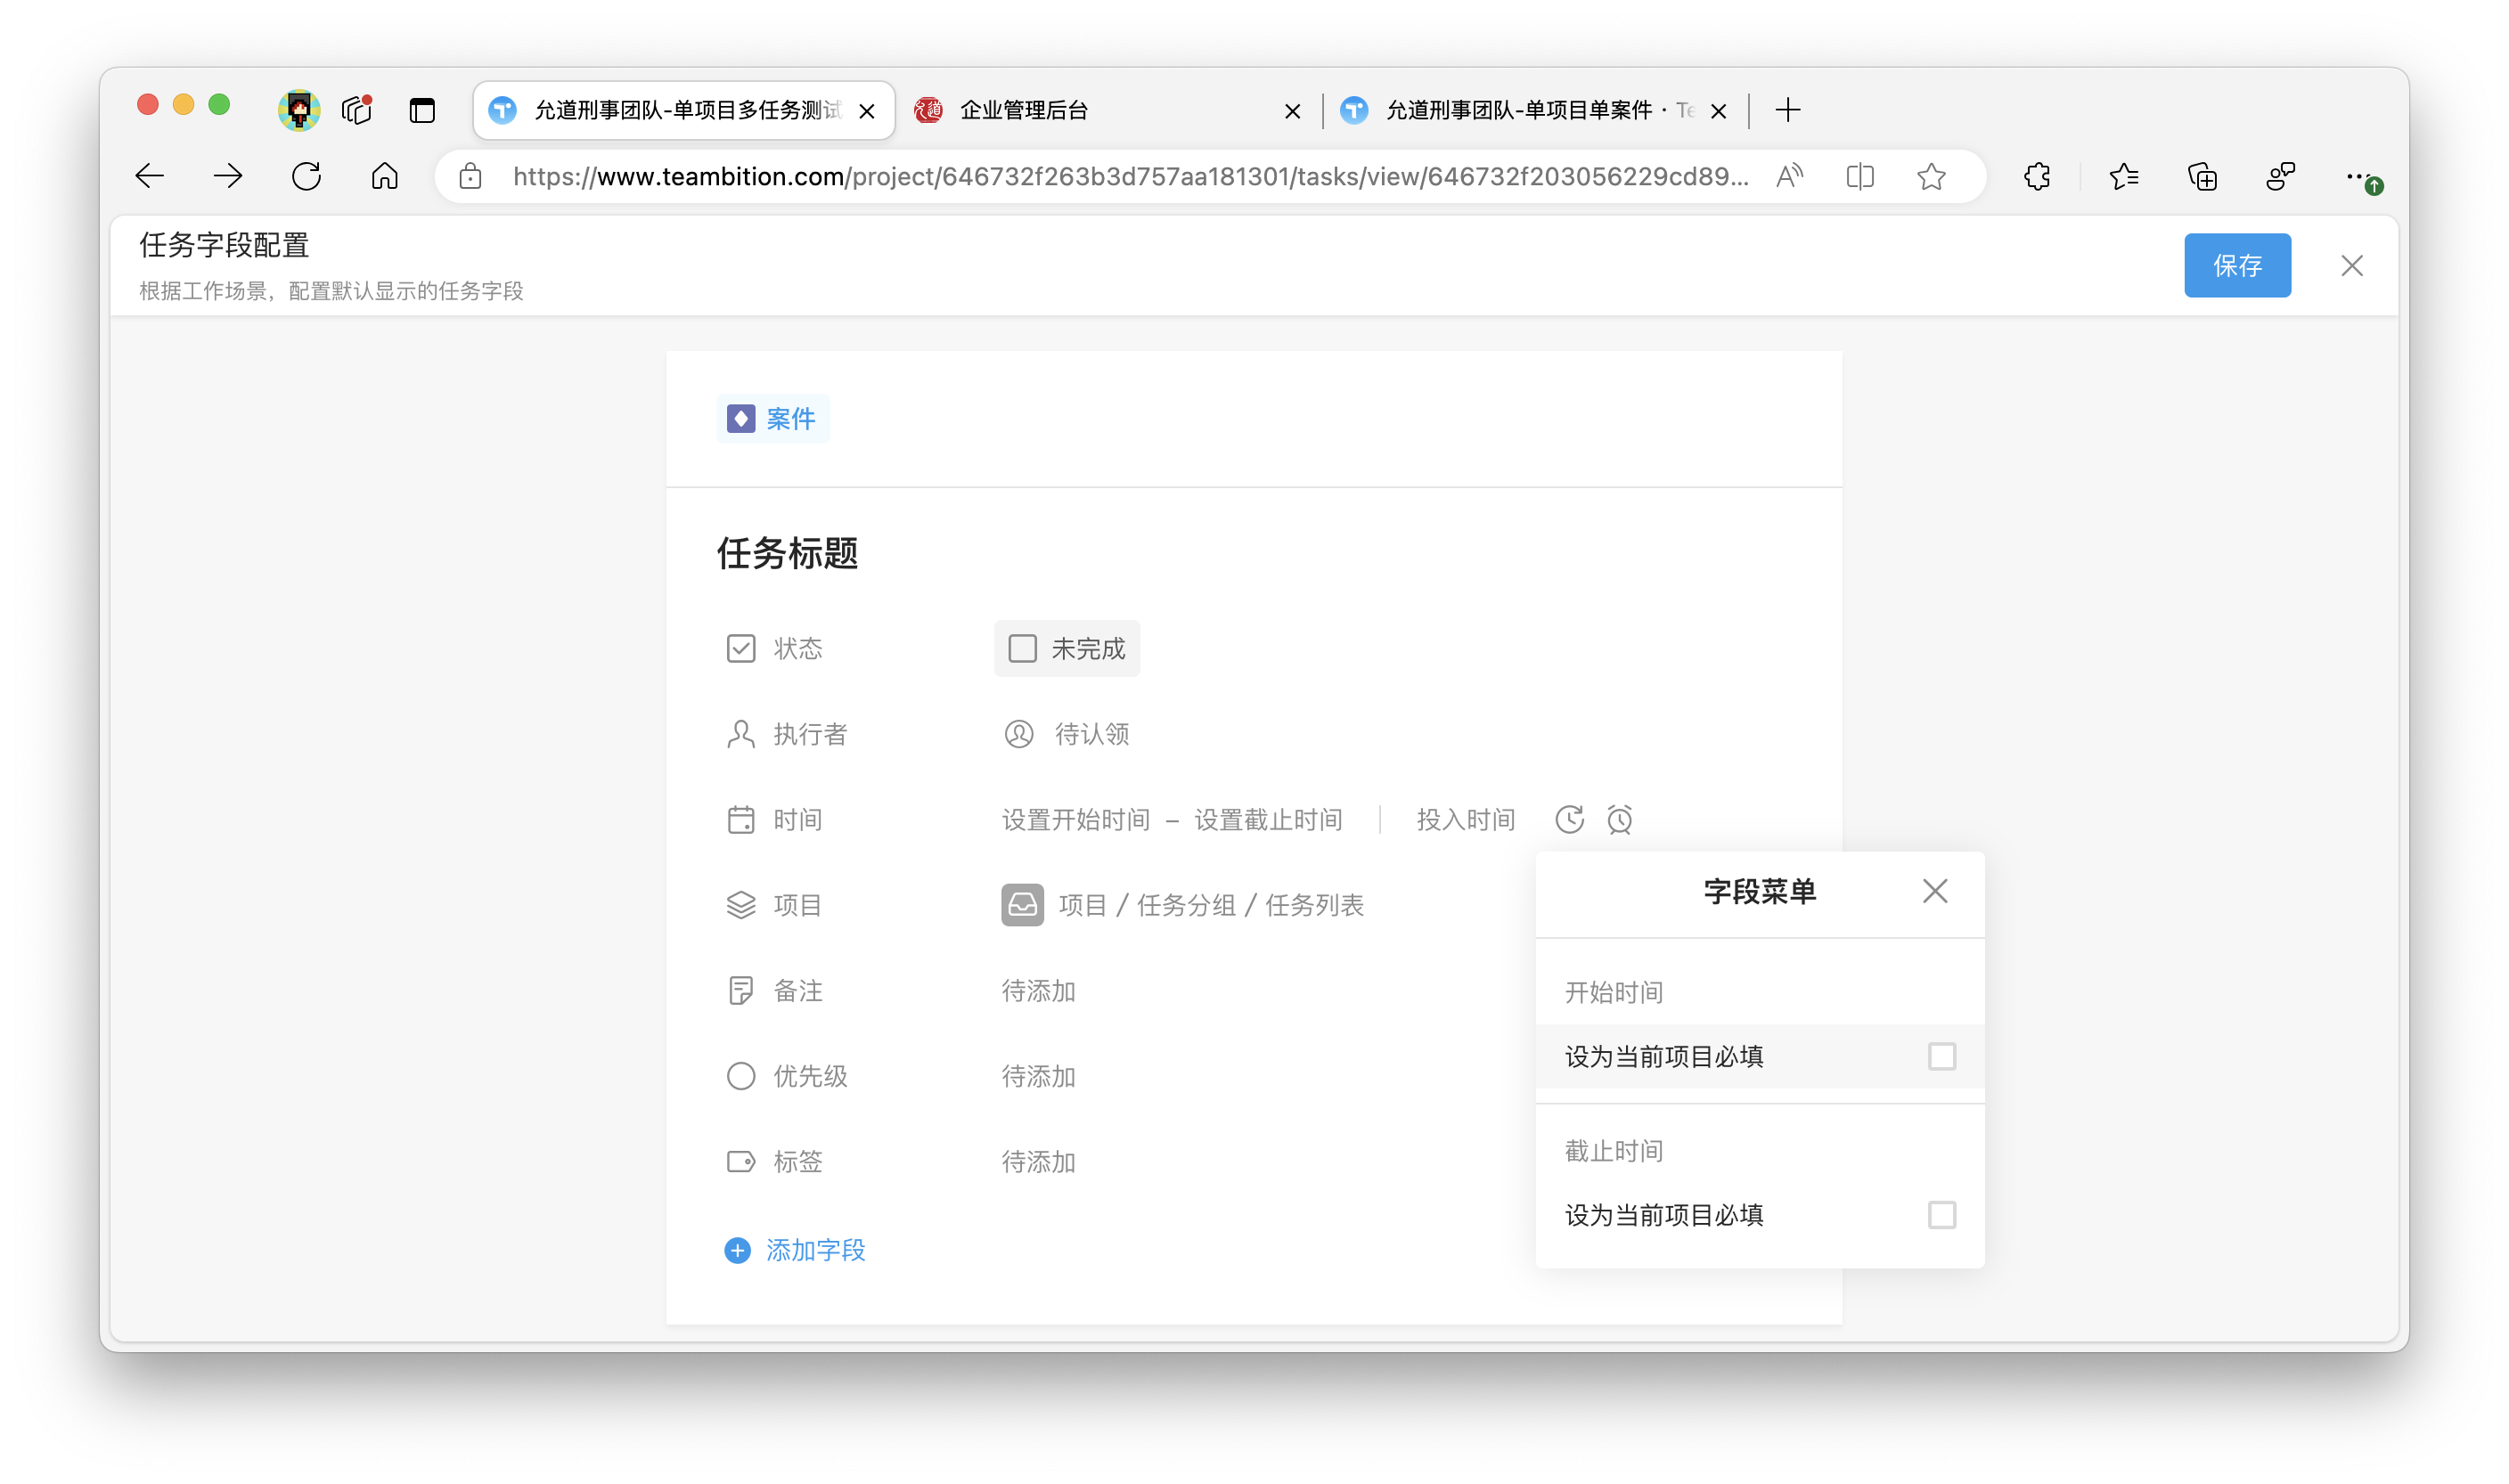 允道刑事团队-单项目多任务测试
企业管理后台
允道刑事团队-单项目单案件 · Te
https://www.teambition.com/project/646732f263b3d757aa181301/tasks/view/646732f203056229cd89...
任务字段配置
根据工作场景，配置默认显示的任务字段
保存
案件
任务标题
状态 未完成
执行者 待认领
时间 设置开始时间 – 设置截止时间 投入时间
项目 项目 / 任务分组 / 任务列表
备注 待添加
优先级 待添加
标签 待添加
添加字段
字段菜单
开始时间
设为当前项目必填
截止时间
设为当前项目必填